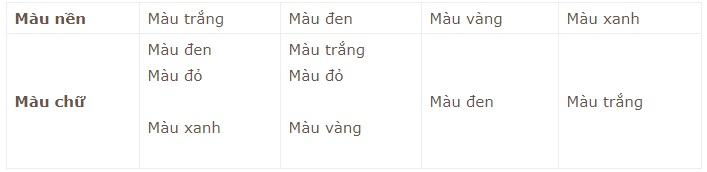 Màu nền Màu trắng Màu đen Màu vàng Màu xanh
Màu đen Màu trắng
Màu đỏ Màu đỏ
Màu chữ Màu đen Màu trắng
Màu xanh Màu vàng